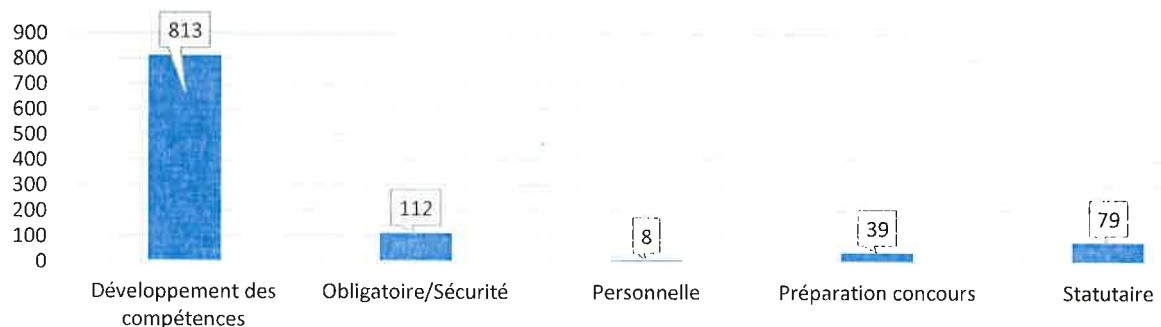 900
800
700
600
500
400
300
200
100
0
813
112
8
39
79
Développement des
compétences
Obligatoire/Sécurité
Personnelle
Préparation concours
Statutaire